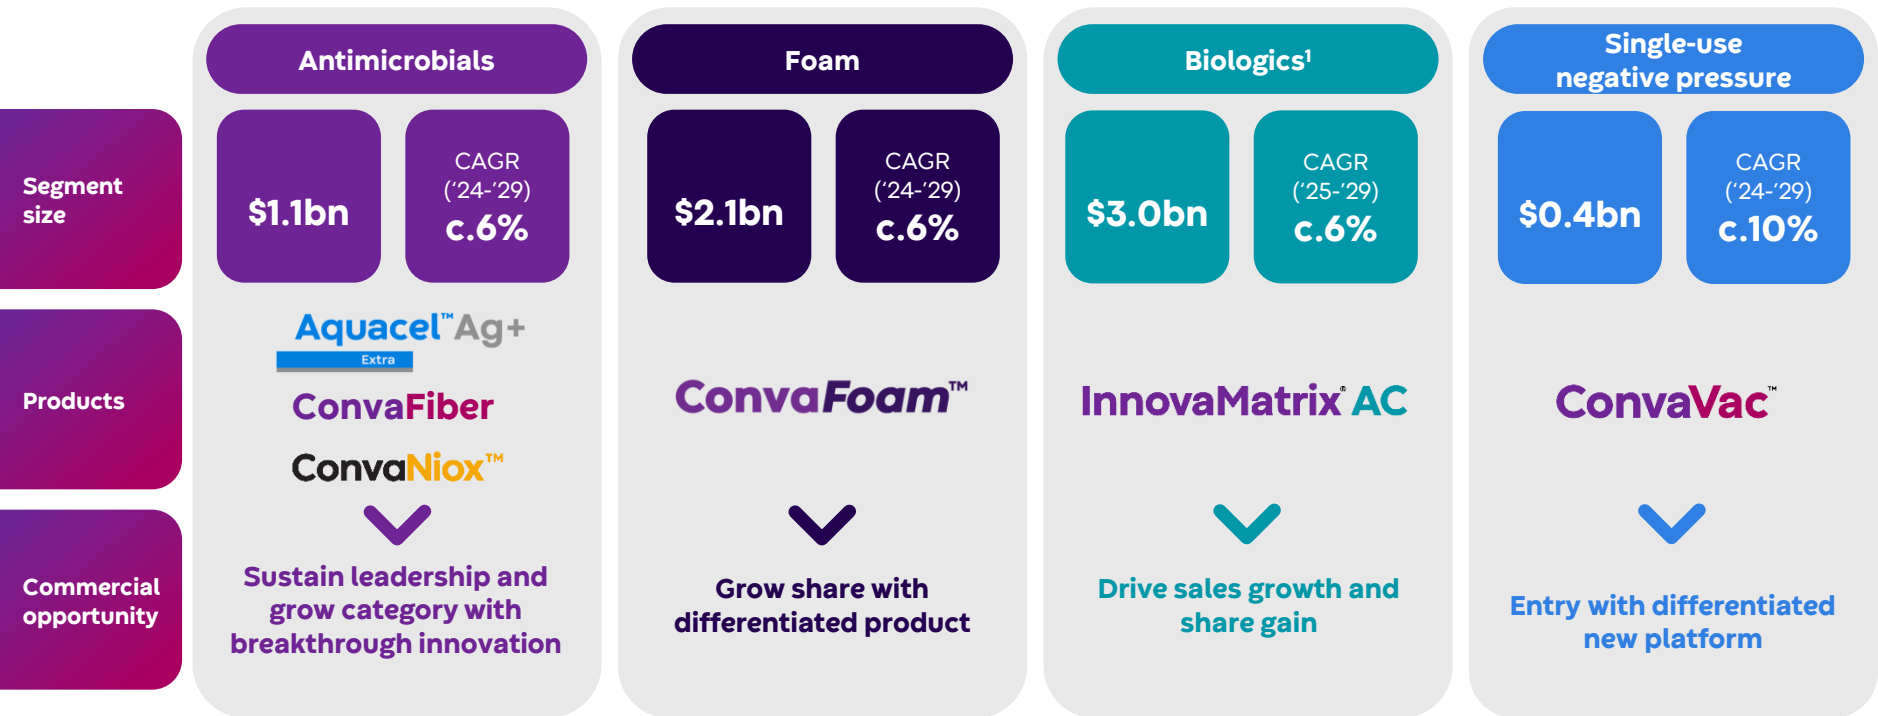 Antimicrobials
Foam
Biologics¹
Single-use
negative pressure
Segment
size
$1.1bn
CAGR
(‘24-’29)
c.6%
$2.1bn
CAGR
(‘24-’29)
c.6%
$3.0bn
CAGR
(‘25-’29)
c.6%
$0.4bn
CAGR
(‘24-’29)
c.10%
Products
Aquacel™ Ag+
Extra
ConvaFiber
ConvaNiox™
ConvaFoam™
InnovaMatrix® AC
ConvaVac™
Commercial
opportunity
Sustain leadership and
grow category with
breakthrough innovation
Grow share with
differentiated product
Drive sales growth and
share gain
Entry with differentiated
new platform